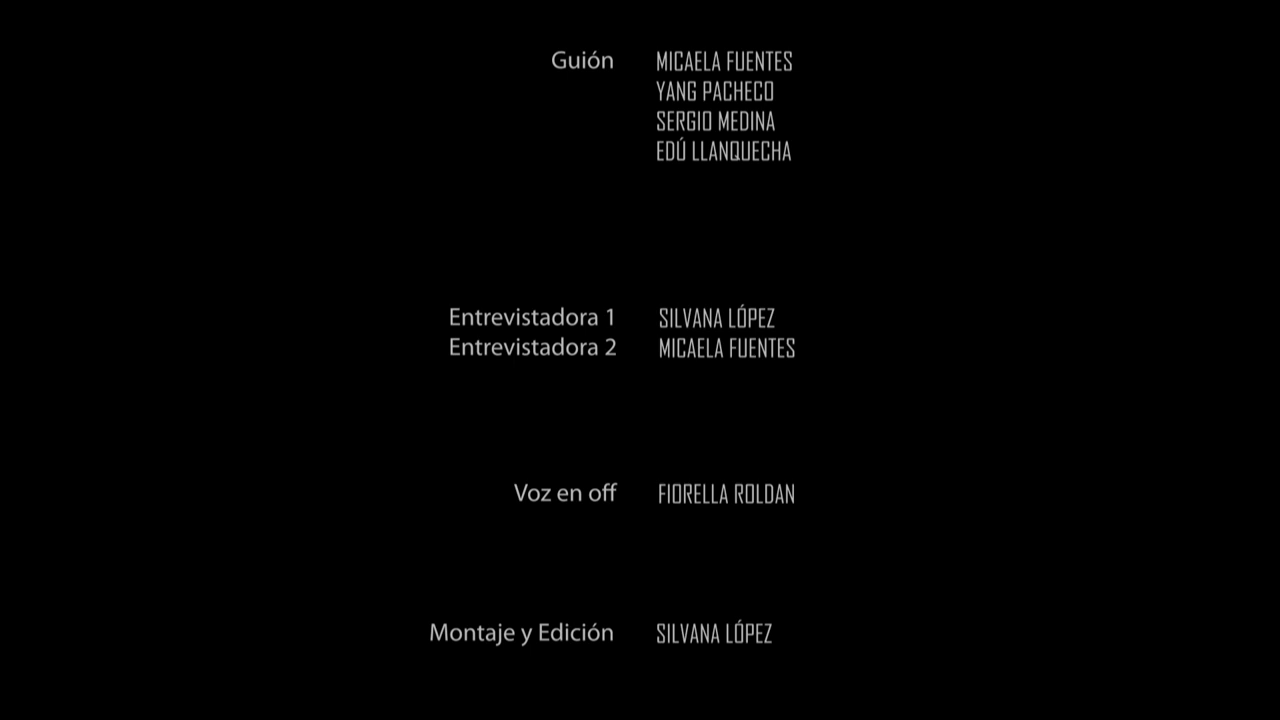 Guión MICAELA FUENTES
YANG PACHECO
SERGIO MEDINA
EDÚ LLANQUECHA
Entrevistadora 1 SILVANA LÓPEZ
Entrevistadora 2 MICAELA FUENTES
Voz en off FIORELLA ROLDAN
Montaje y Edición SILVANA LÓPEZ